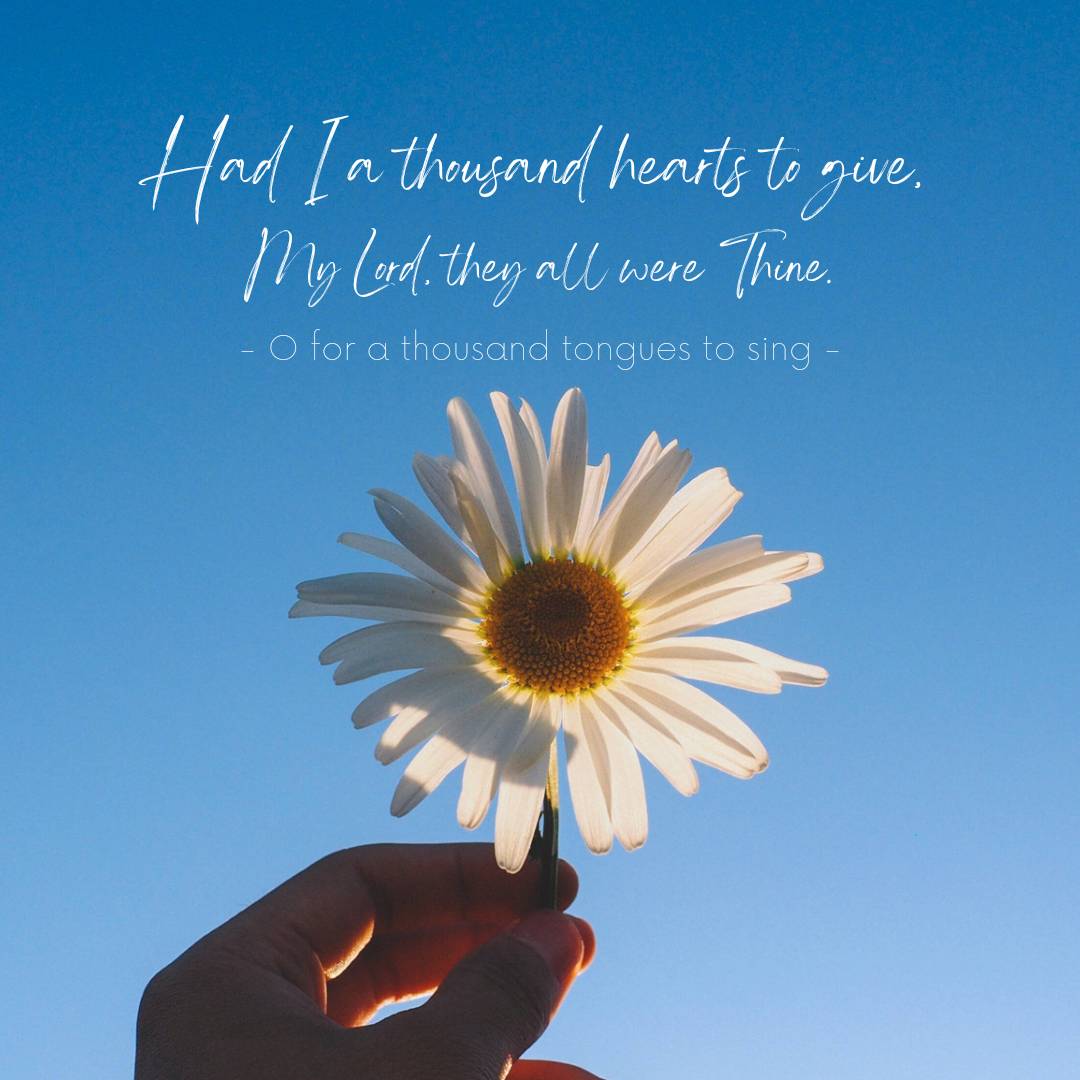 Had I a thousand hearts to give,
My Lord, they all were Thine.
- O for a thousand tongues to sing -